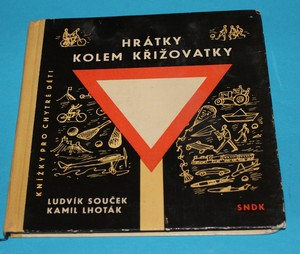 HRÁTKY
KOLEM KŘIŽOVATKY
KNÍŽKY PRO CHYTRÉ DĚTI
LUDVÍK SOUČEK
KAMIL LHOTÁK
SNDK